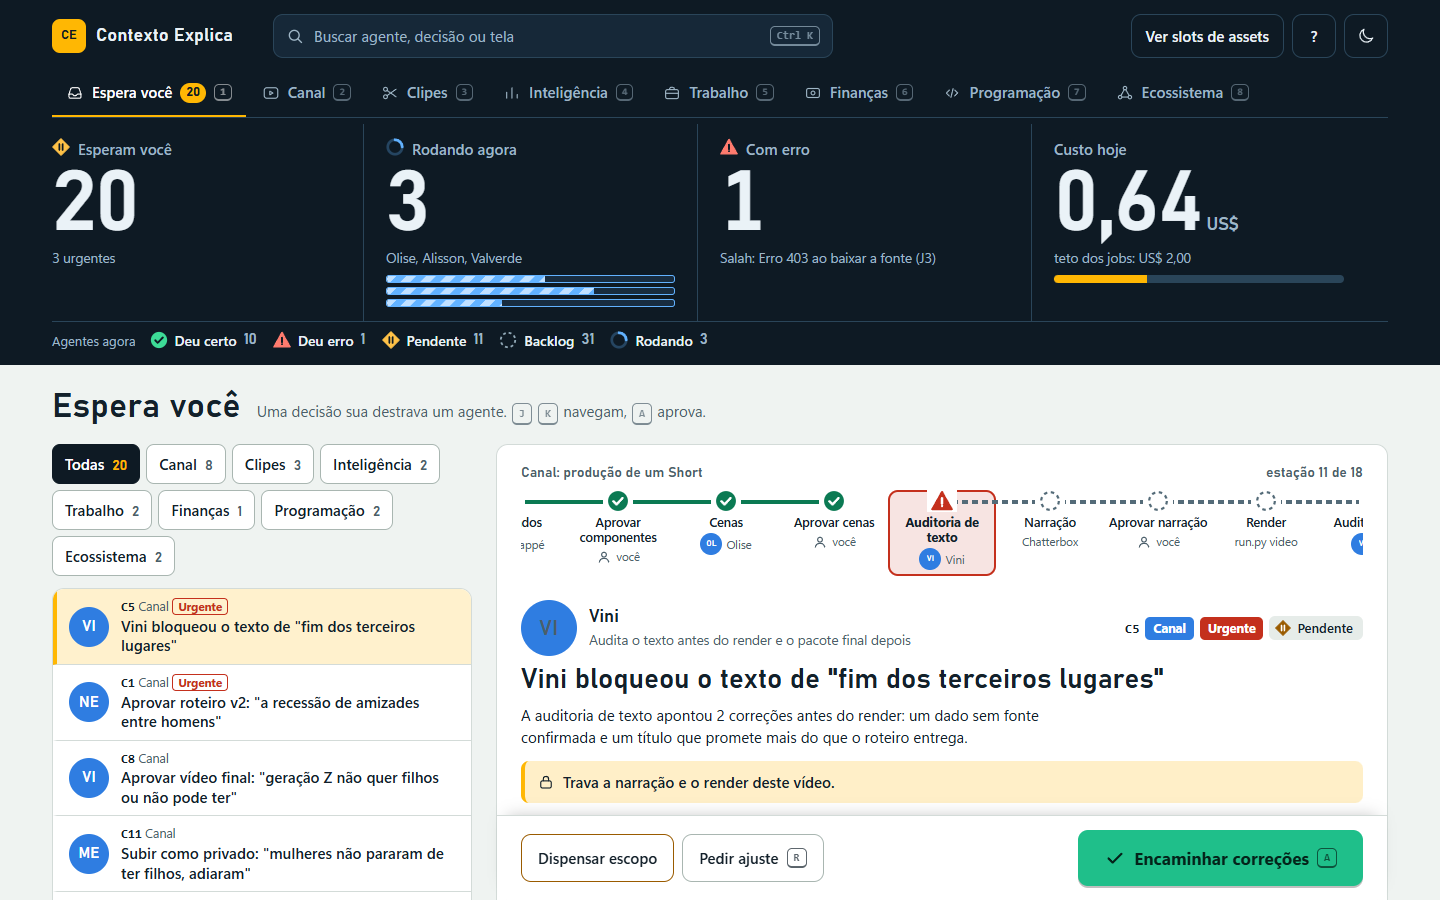 CE Contexto Explica
Buscar agente, decisão ou tela Ctrl K
Ver slots de assets
?
Espera você 20 1
Canal 2
Clipes 3
Inteligência 4
Trabalho 5
Finanças 6
Programação 7
Ecossistema 8
Esperam você
20
3 urgentes
Rodando agora
3
Olise, Alisson, Valverde
Com erro
1
Salah: Erro 403 ao baixar a fonte (J3)
Custo hoje
0,64 US$
teto dos jobs: US$ 2,00
Agentes agora Deu certo 10 Deu erro 1 Pendente 11 Backlog 31 Rodando 3
Espera você Uma decisão sua destrava um agente. J K navegam, A aprova.
Todas 20
Canal 8
Clipes 3
Inteligência 2
Trabalho 2
Finanças 1
Programação 2
Ecossistema 2
VI
C5 Canal Urgente
Vini bloqueou o texto de "fim dos terceiros
lugares"
NE
C1 Canal Urgente
Aprovar roteiro v2: "a recessão de amizades
entre homens"
VI
C8 Canal
Aprovar vídeo final: "geração Z não quer filhos
ou não pode ter"
ME
C11 Canal
Subir como privado: "mulheres não pararam de
ter filhos, adiaram"
Canal: produção de um Short
estação 11 de 18
dos
appé
Aprovar
componentes
você
Cenas
OL Olise
Aprovar cenas
você
Auditoria de
texto
VI Vini
Narração
Chatterbox
Aprovar narração
você
Render
run.py video
Audit
VI
Vini
Audita o texto antes do render e o pacote final depois
C5 Canal Urgente Pendente
Vini bloqueou o texto de "fim dos terceiros lugares"
A auditoria de texto apontou 2 correções antes do render: um dado sem fonte
confirmada e um título que promete mais do que o roteiro entrega.
Trava a narração e o render deste vídeo.
Dispensar escopo
Pedir ajuste R
Encaminhar correções A